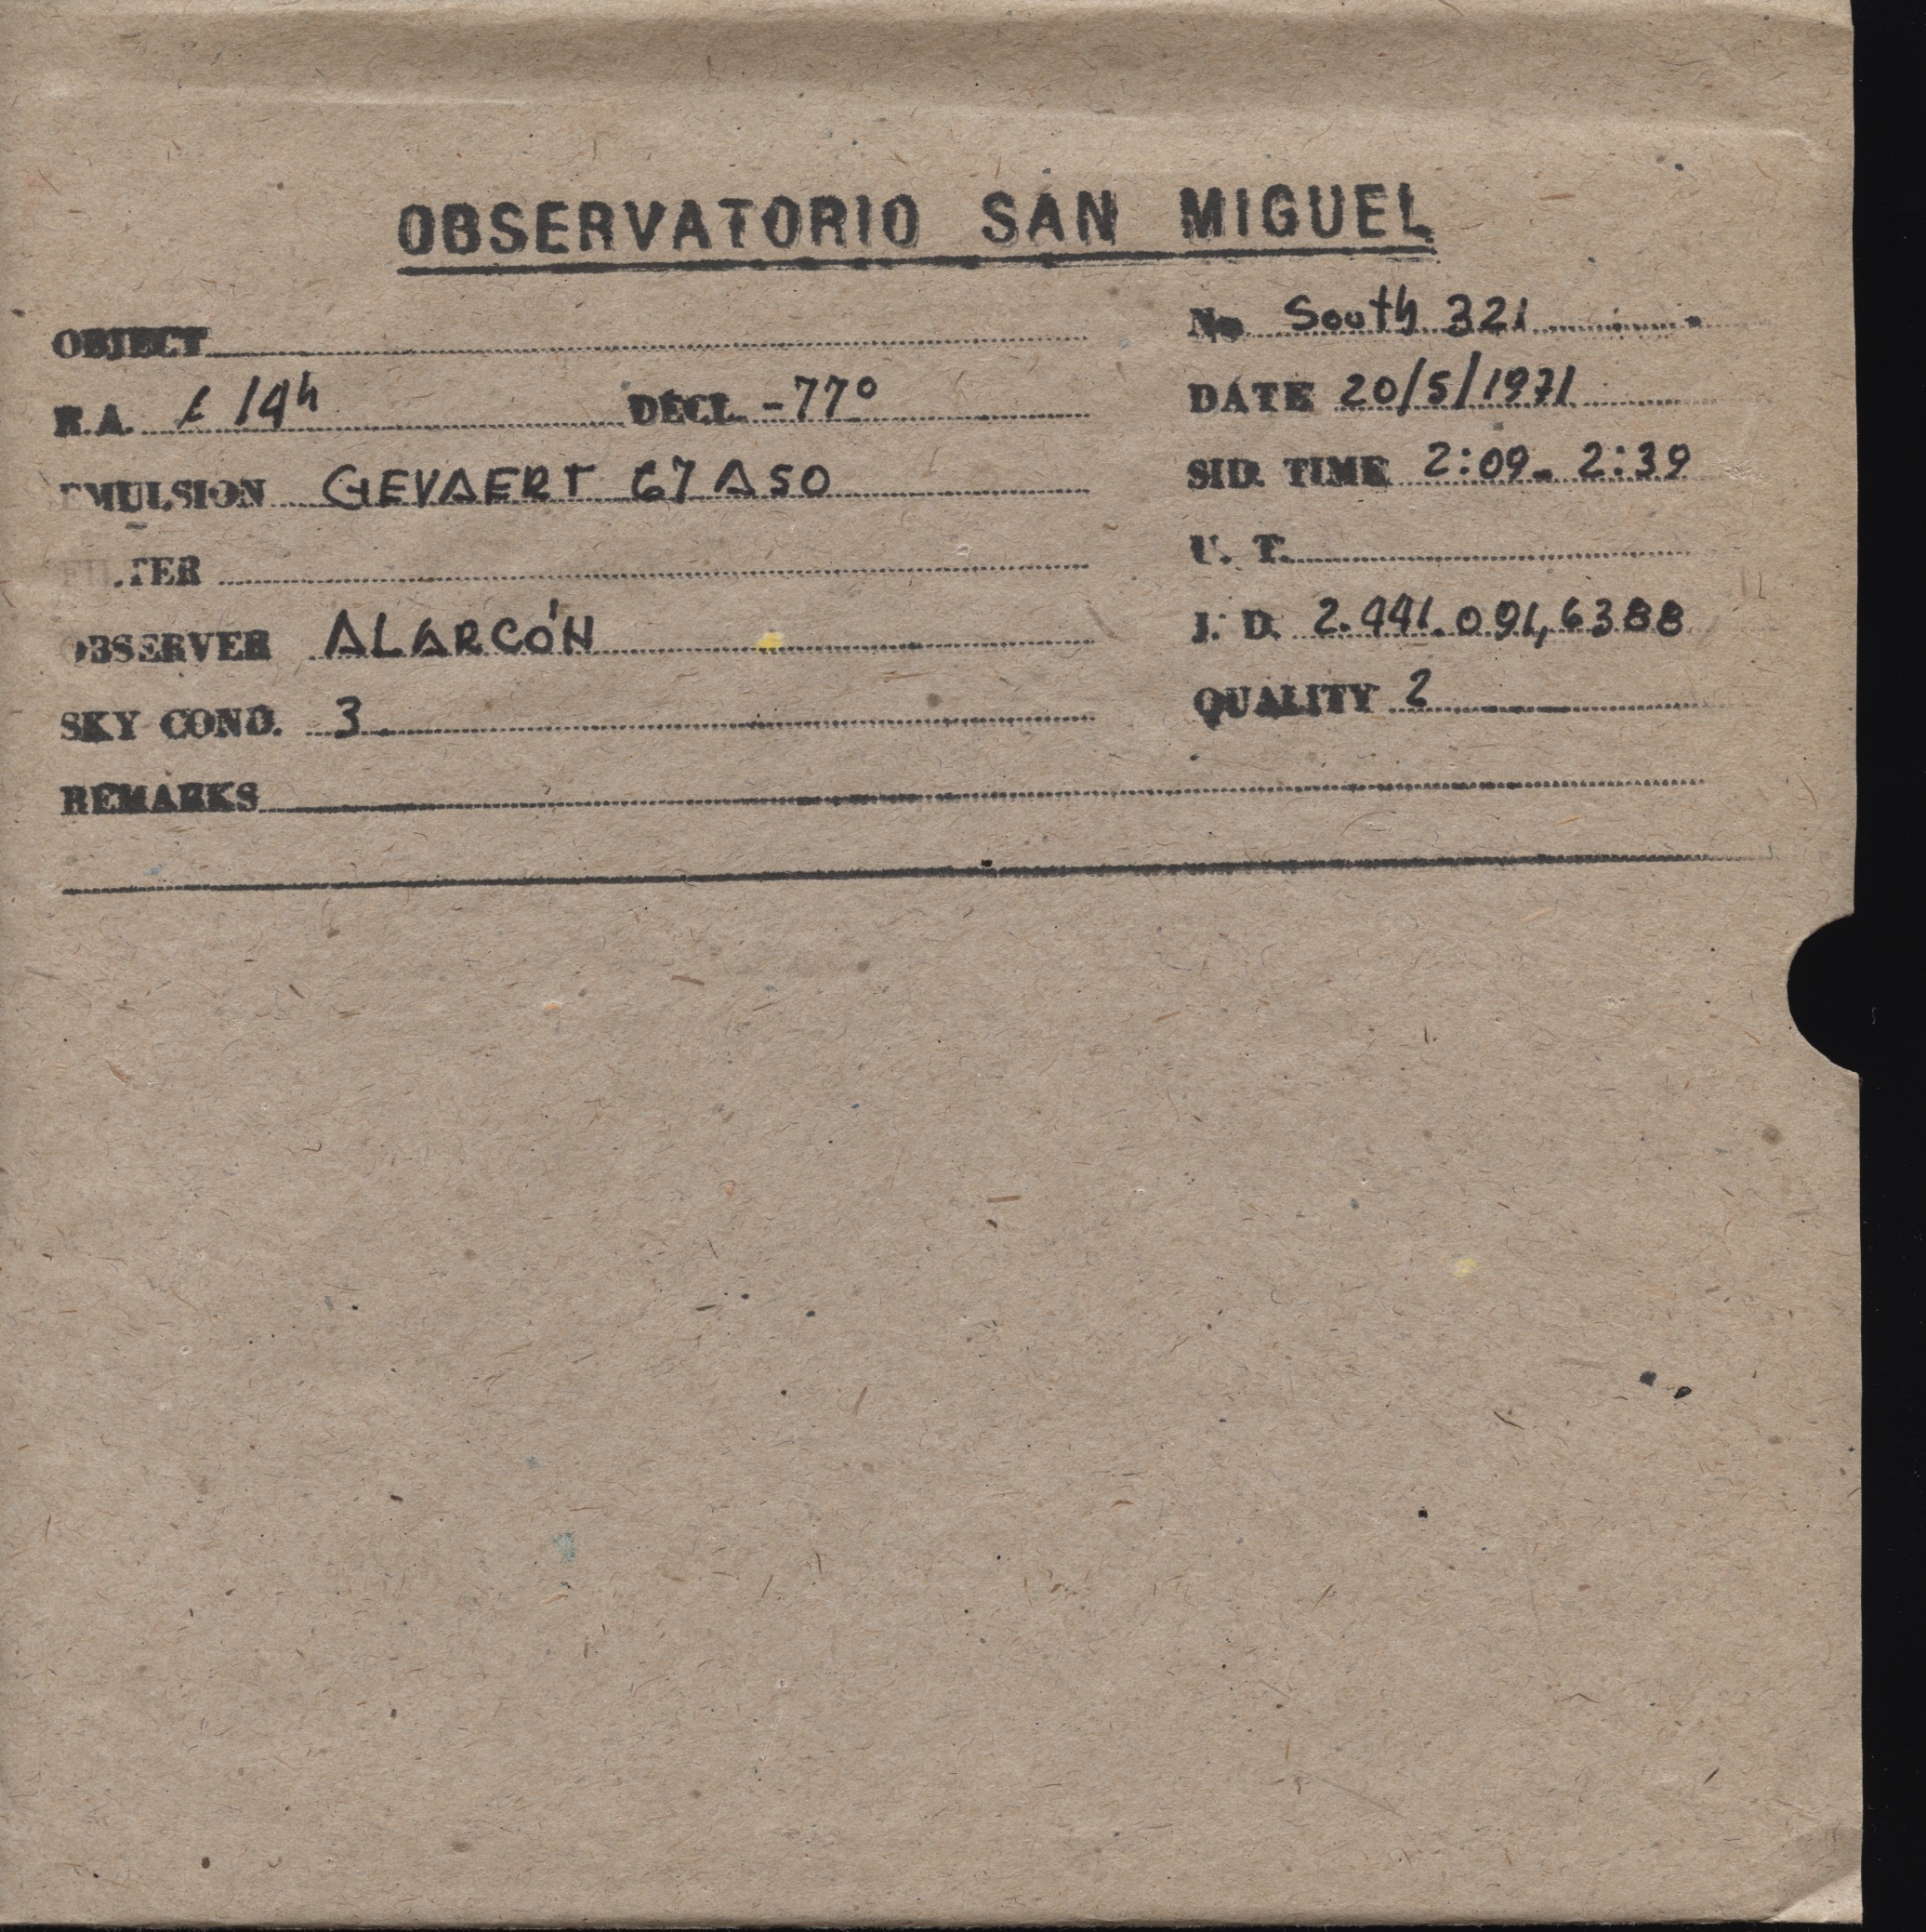 OBSERVATORIO SAN MIGUEL
OBJECT
No South 321
R.A. 14h DECL. -77°
DATE 20/5/1971
EMULSION GEVAERT 67A50
SID. TIME 2:09 - 2:39
FILTER
U. T.
OBSERVER ALARCÓN
J. D. 2.441.091,6388
SKY COND. 3
QUALITY 2
REMARKS